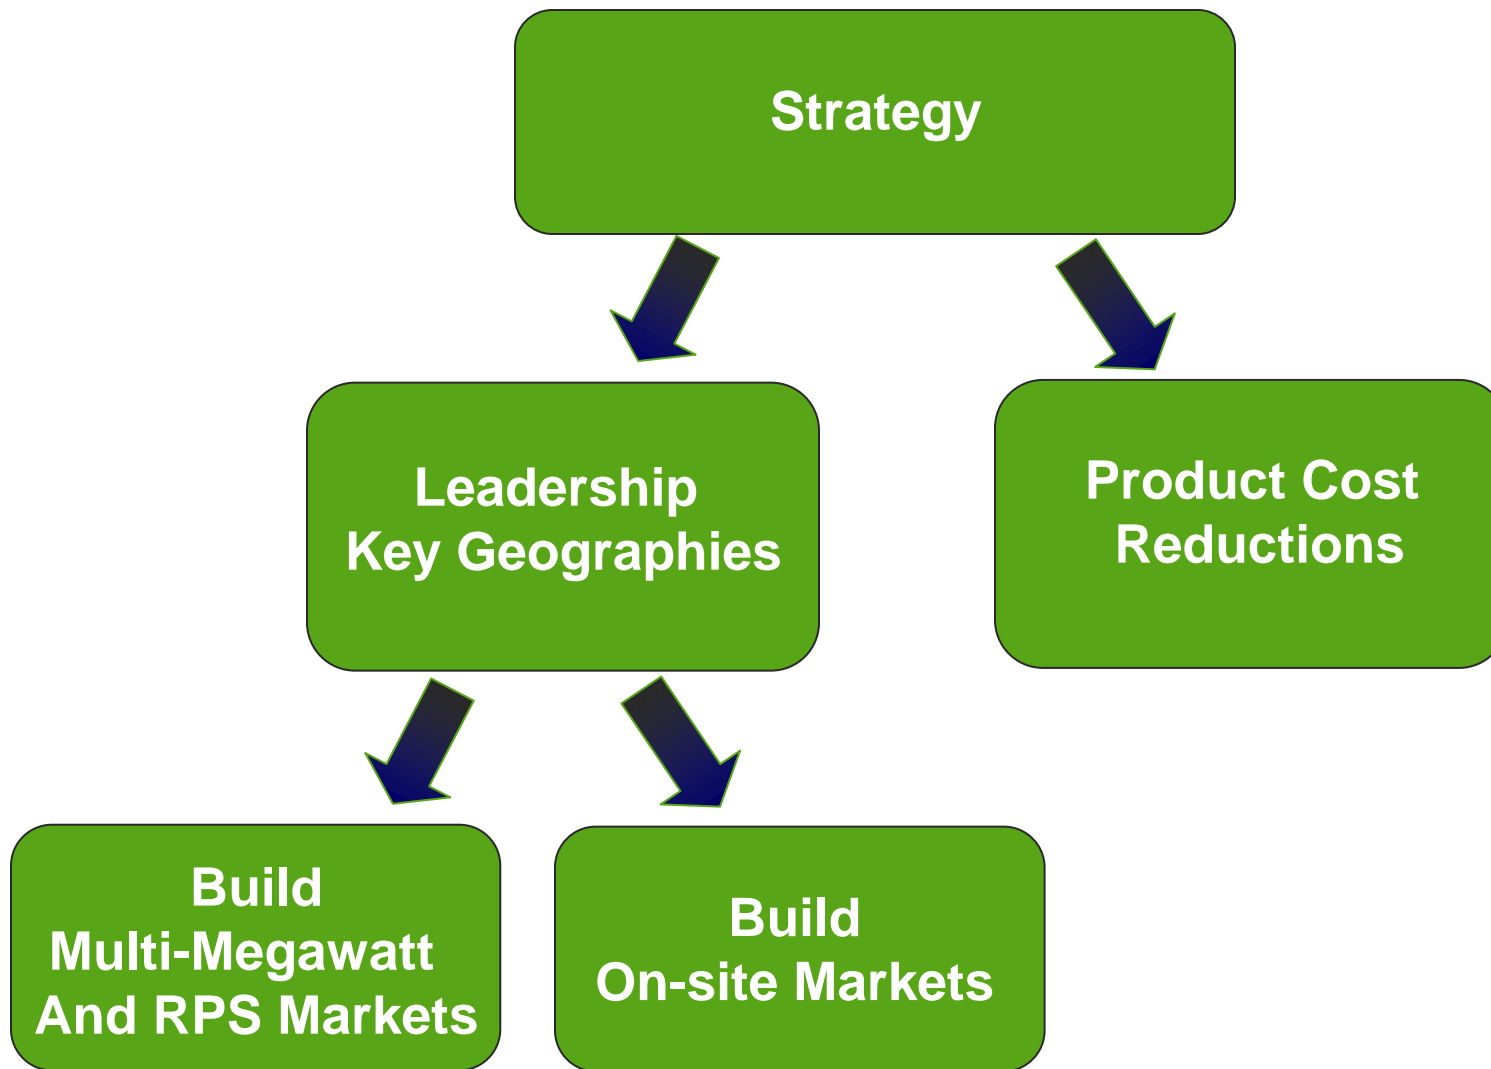 Strategy
Leadership
Key Geographies
Product Cost
Reductions
Build
Multi-Megawatt
And RPS Markets
Build
On-site Markets